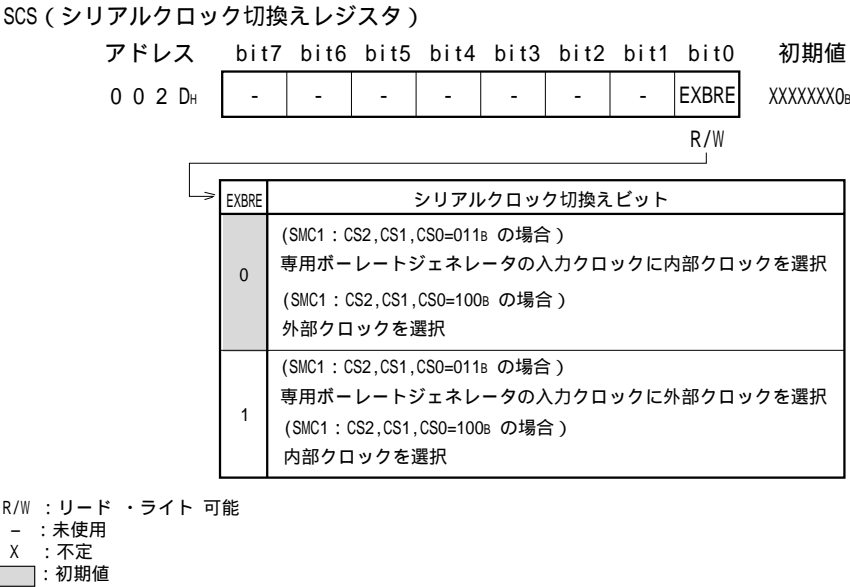 SCS(シリアルクロック切換えレジスタ)
アドレス bit7 bit6 bit5 bit4 bit3 bit2 bit1 bit0 初期値
002DH - - - - - - - EXBRE XXXXXXX0B
R/W
EXBRE シリアルクロック切換えビット
0
(SMC1:CS2,CS1,CS0=011B の場合)
専用ボーレートジェネレータの入力クロックに内部クロックを選択
(SMC1:CS2,CS1,CS0=100B の場合)
外部クロックを選択
1
(SMC1:CS2,CS1,CS0=011B の場合)
専用ボーレートジェネレータの入力クロックに外部クロックを選択
(SMC1:CS2,CS1,CS0=100B の場合)
内部クロックを選択
R/W :リード ・ライト 可能
– :未使用
X :不定
:初期値